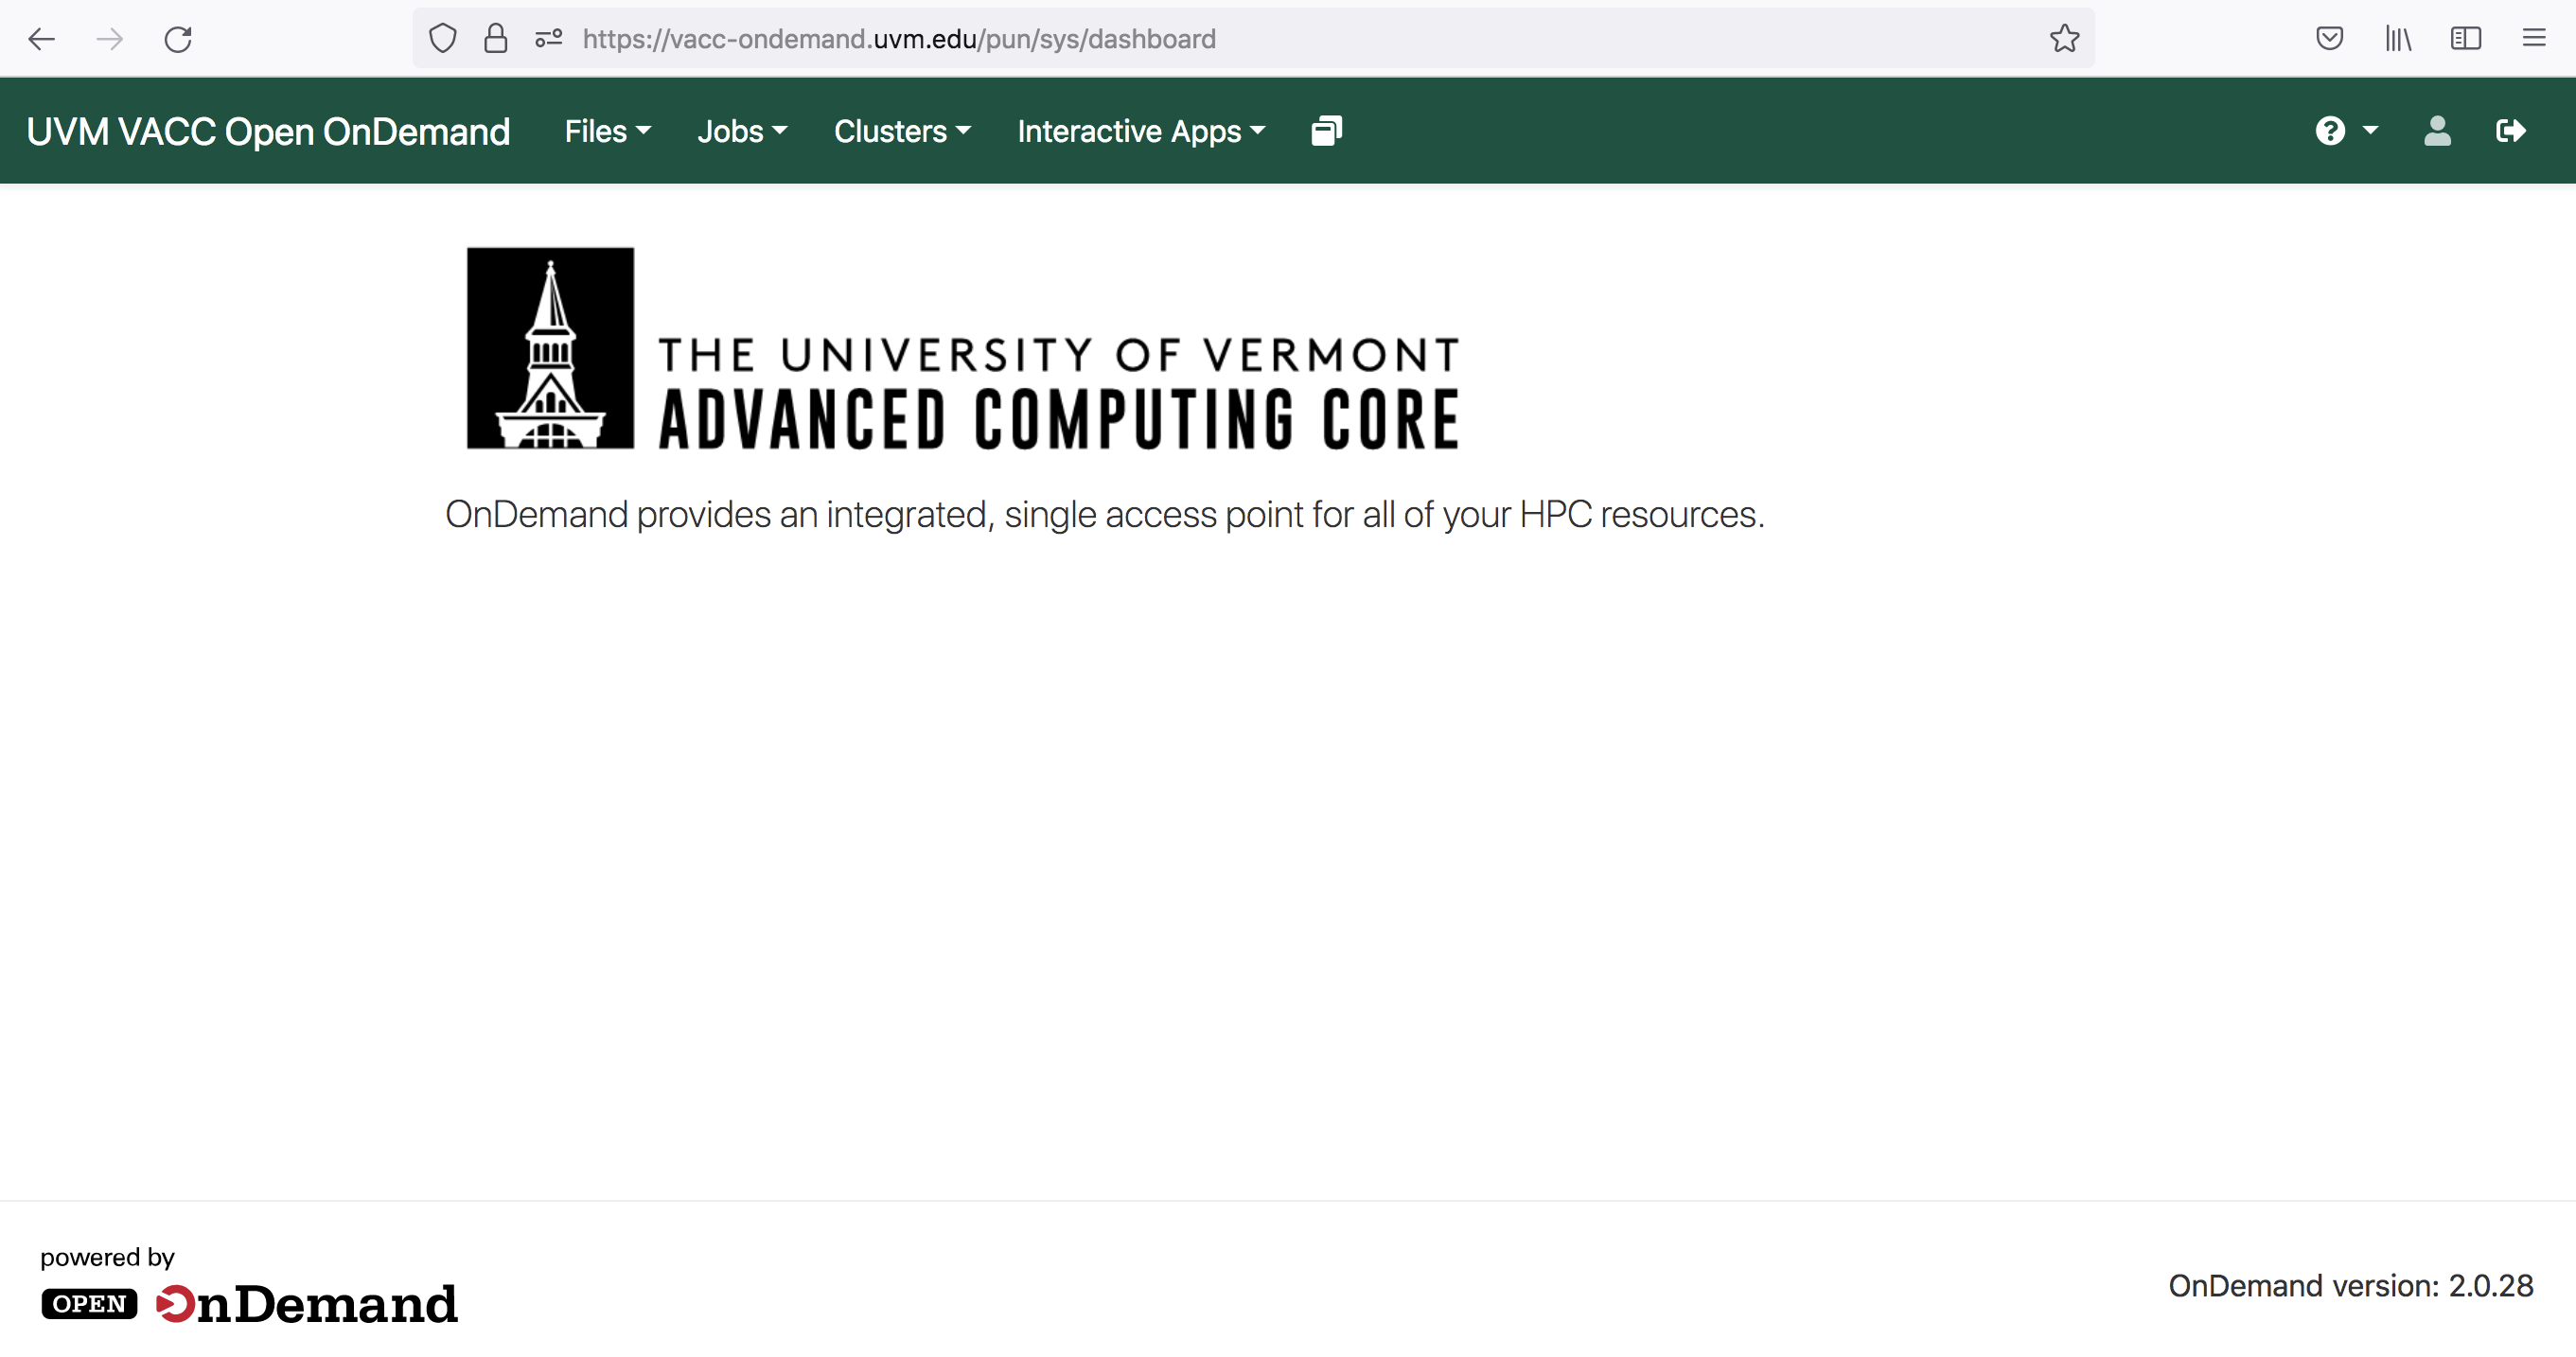 https://vacc-ondemand.uvm.edu/pun/sys/dashboard
UVM VACC Open OnDemand Files Jobs Clusters Interactive Apps ?
THE UNIVERSITY OF VERMONT
ADVANCED COMPUTING CORE
OnDemand provides an integrated, single access point for all of your HPC resources.
powered by
OPEN OnDemand
OnDemand version: 2.0.28